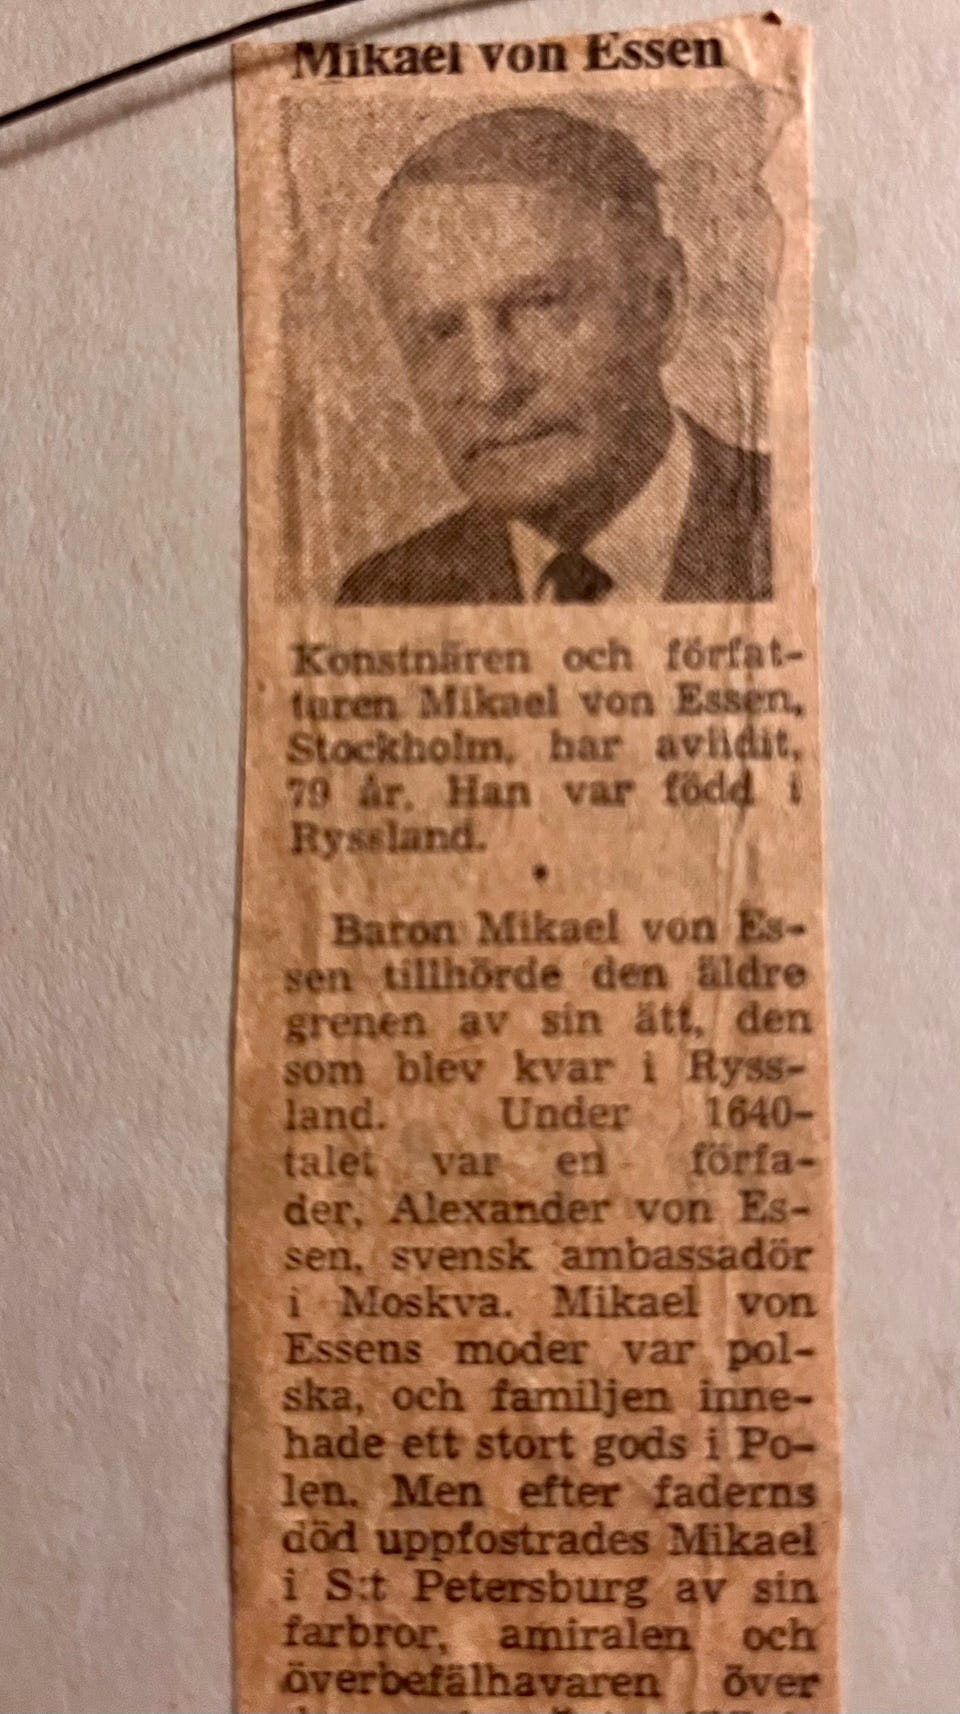 Mikael von Essen
Konstnären och förfat-
turen Mikael von Essen,
Stockholm, har avlidit,
79 år. Han var född i
Ryssland.
Baron Mikael von Es-
sen tillhörde den äldre
grenen av sin ätt, den
som blev kvar i Ryss-
land. Under 1640-
talet var en förfa-
der, Alexander von Es-
sen, svensk ambassadör
i Moskva. Mikael von
Essens moder var pol-
ska, och familjen inne-
hade ett stort gods i Po-
len. Men efter faderns
död uppfostrades Mikael
i S:t Petersburg av sin
farbror, amiralen och
överbefälhavaren över